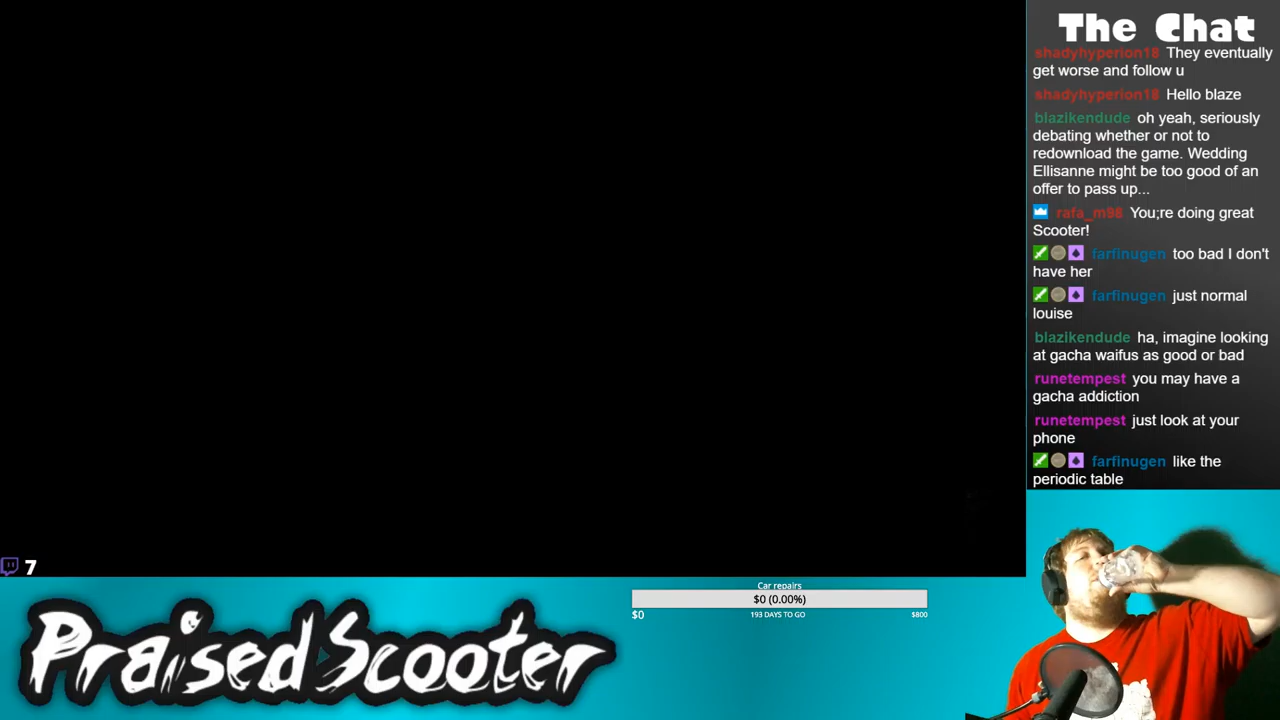 The Chat
shadyhyperion18 They eventually
get worse and follow u
shadyhyperion18 Hello blaze
blazikendude oh yeah, seriously
debating whether or not to
redownload the game. Wedding
Ellisanne might be too good of an
offer to pass up...
rafa_m98 You;re doing great
Scooter!
farfinugen too bad I don't
have her
farfinugen just normal
louise
blazikendude ha, imagine looking
at gacha waifus as good or bad
runetempest you may have a
gacha addiction
runetempest just look at your
phone
farfinugen like the
periodic table
7
Car repairs
$0 (0.00%)
$0 193 DAYS TO GO $800
PraisedScooter